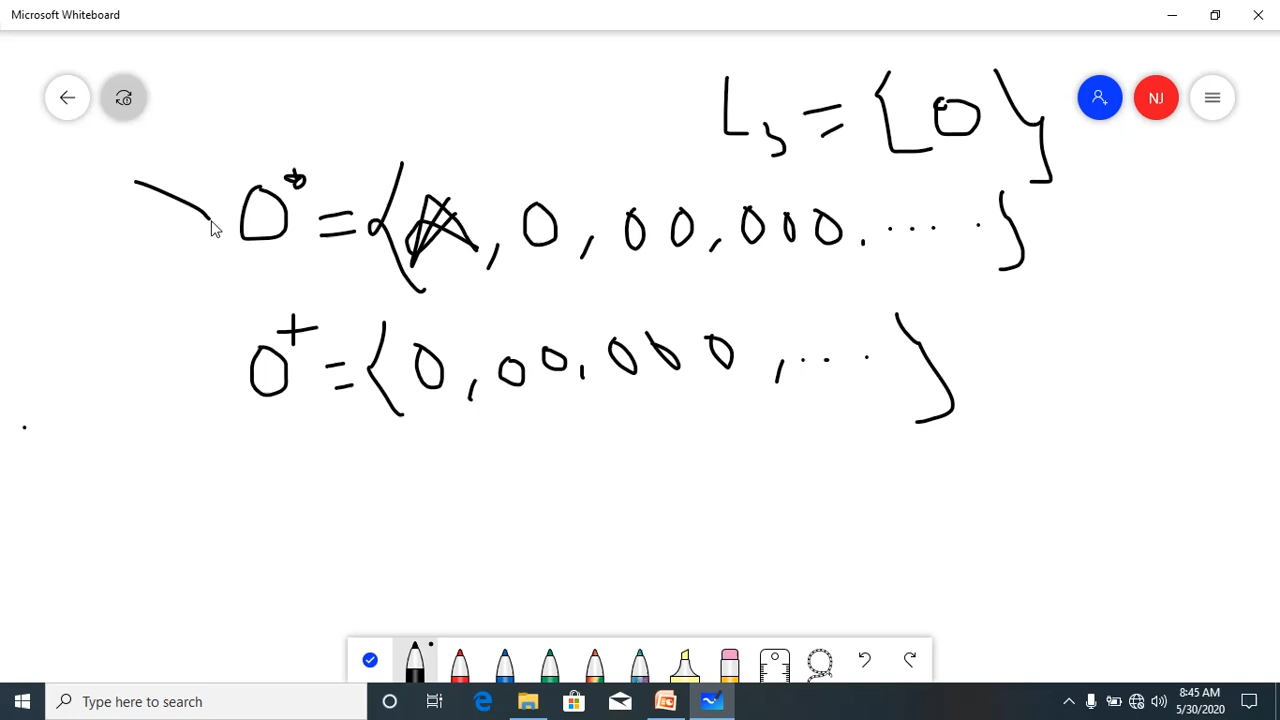 Microsoft Whiteboard
L₃ = {0}
NJ
0* = {^, 0, 00, 000, ....}
0⁺ = {0, 00, 000, ...}
Type here to search
8:45 AM
5/30/2020